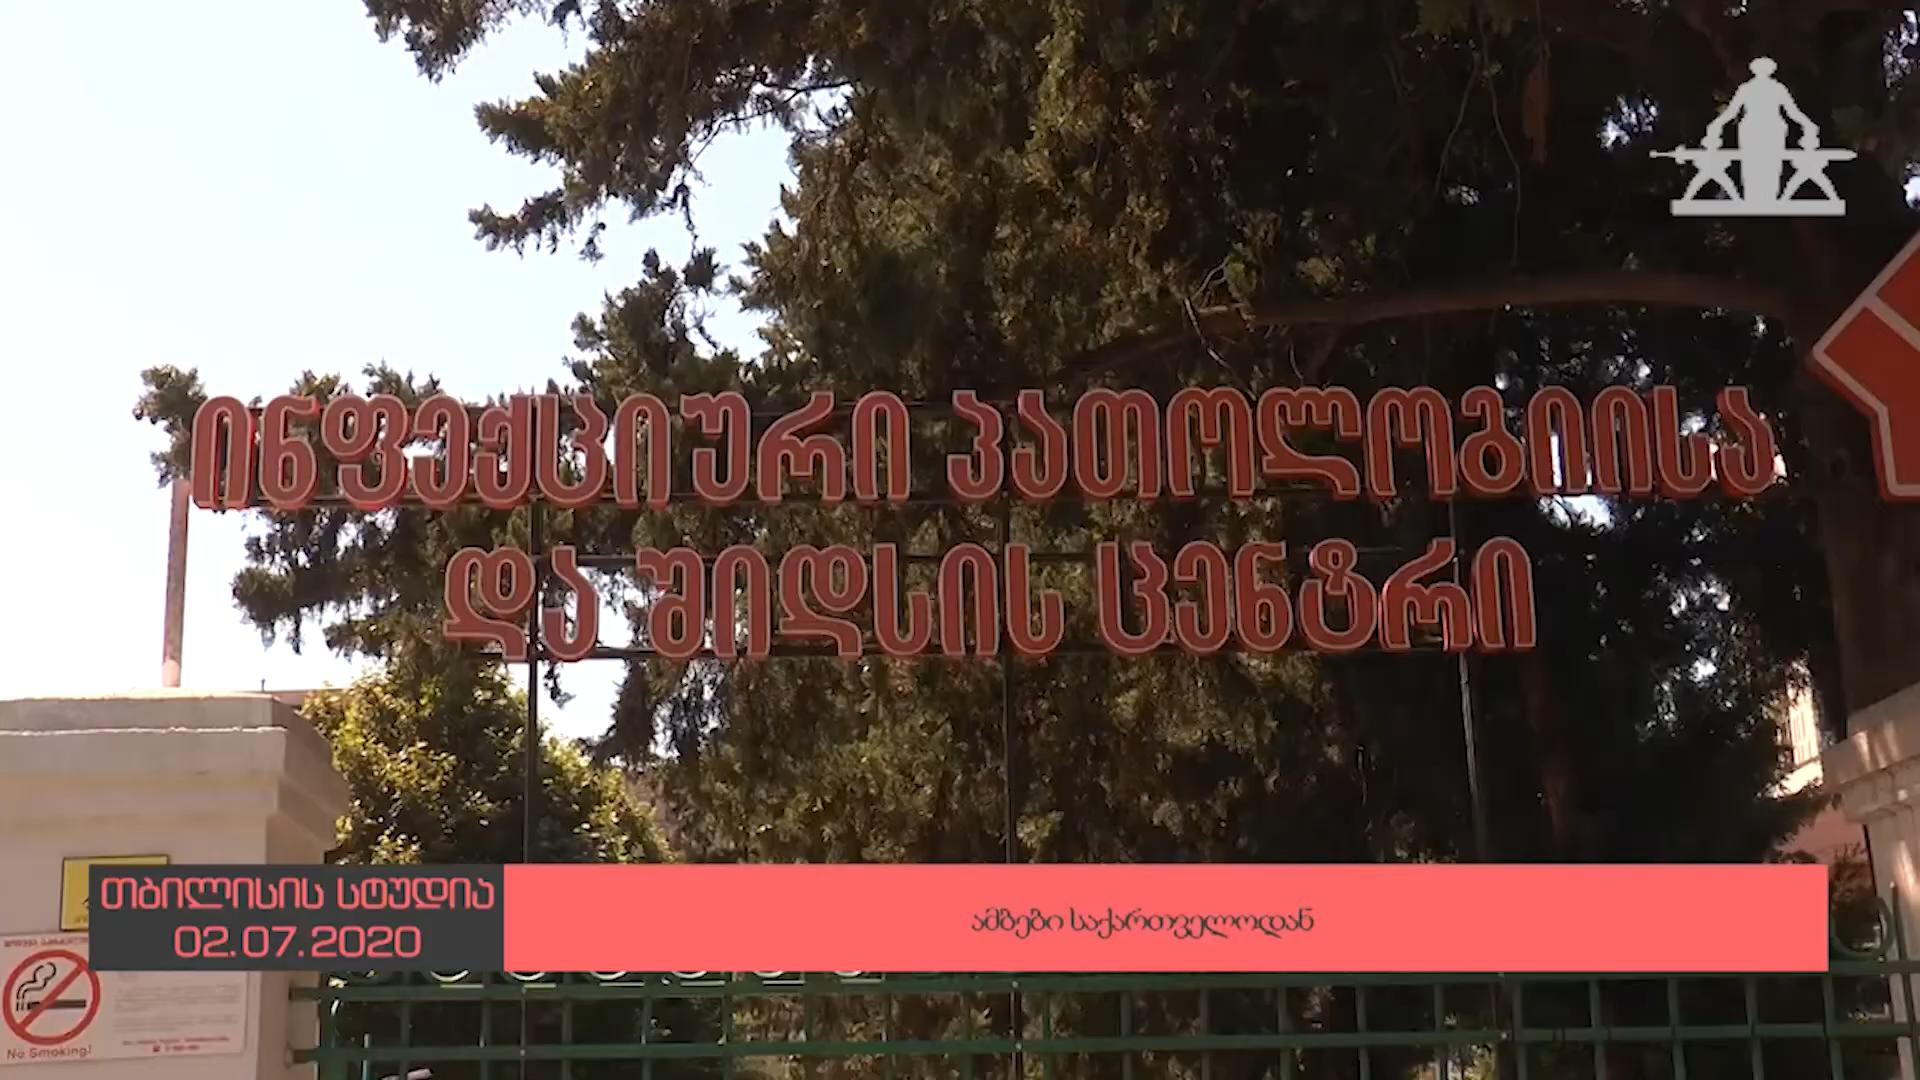 ინფექციური პათოლოგიისა
და შიდსის ცენტრი
თბილისის სტუდია
02.07.2020
ამბები საქართველოდან
No Smoking!